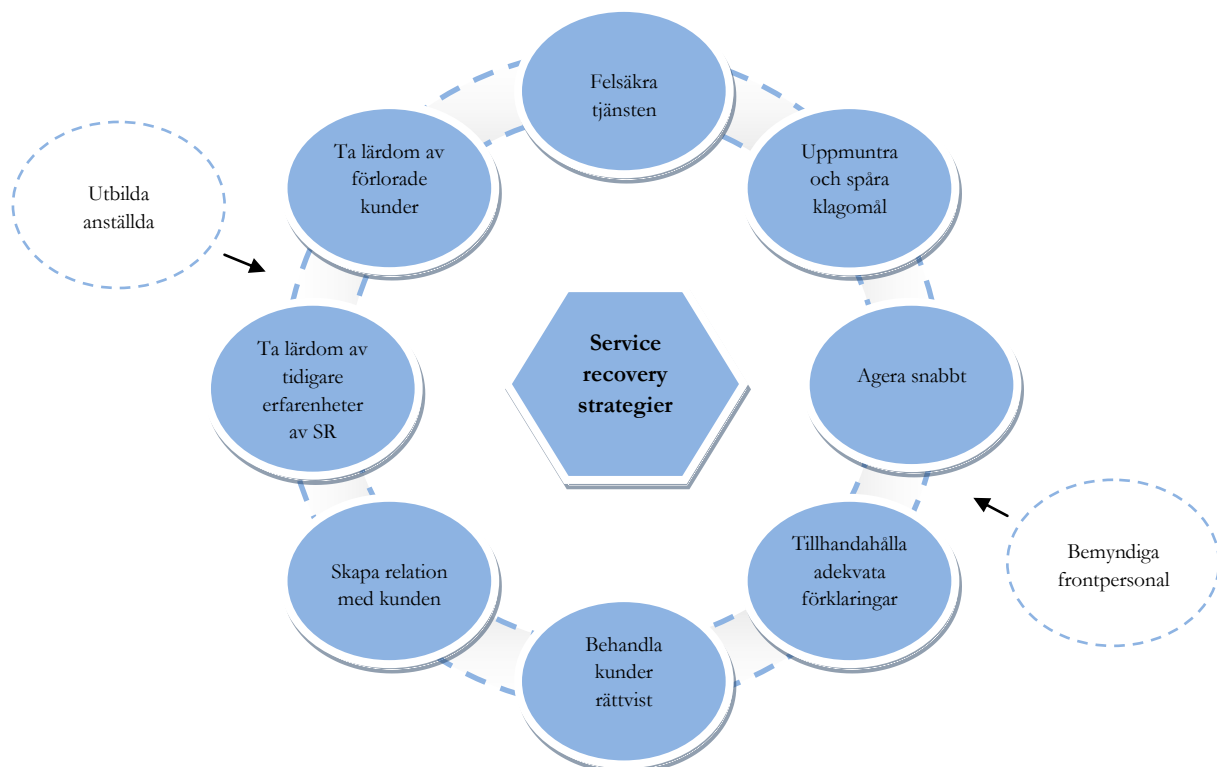 Felsäkra
tjänsten
Uppmuntra
och spåra
klagomål
Agera snabbt
Tillhandahålla
adekvata
förklaringar
Behandla
kunder
rättvist
Skapa relation
med kunden
Ta lärdom av
tidigare
erfarenheter
av SR
Ta lärdom av
förlorade
kunder
Service
recovery
strategier
Utbilda
anställda
Bemyndiga
frontpersonal